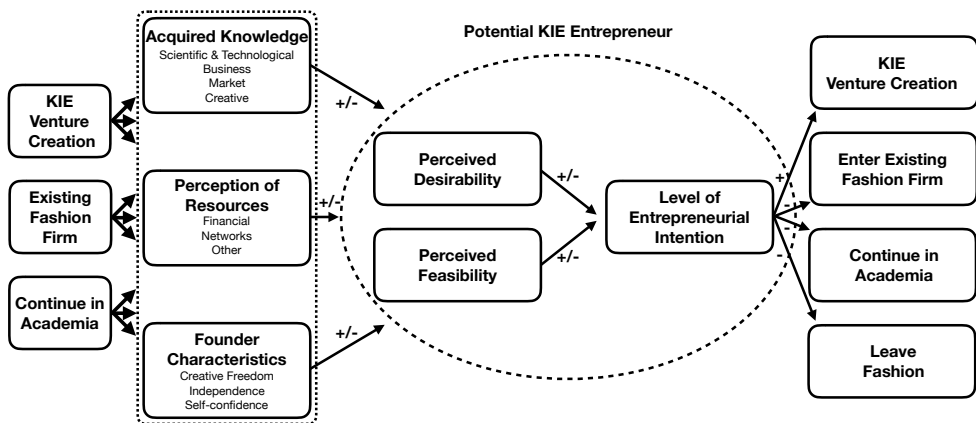 KIE
Venture
Creation
Existing
Fashion
Firm
Continue in
Academia
Acquired Knowledge
Scientific & Technological
Business
Market
Creative
Perception of
Resources
Financial
Networks
Other
Founder
Characteristics
Creative Freedom
Independence
Self-confidence
+/-
+/-
+/-
Potential KIE Entrepreneur
Perceived
Desirability
Perceived
Feasibility
+/-
+/-
Level of
Entrepreneurial
Intention
+
-
-
-
KIE
Venture Creation
Enter Existing
Fashion Firm
Continue in
Academia
Leave
Fashion